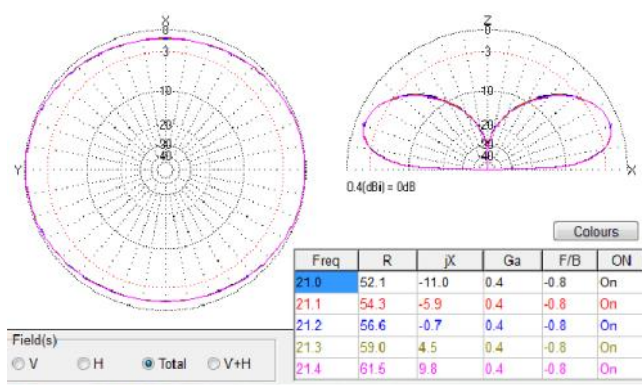 X
0
-3
-10
-20
-30
-40
Y
Z
0
-3
-10
-20
-30
-40
X
0.4(dBi) = 0dB
Colours
Freq R jX Ga F/B ON
21.0 52.1 -11.0 0.4 -0.8 On
21.1 54.3 -5.9 0.4 -0.8 On
21.2 56.6 -0.7 0.4 -0.8 On
21.3 59.0 4.5 0.4 -0.8 On
21.4 61.5 9.8 0.4 -0.8 On
Field(s)
V H Total V+H